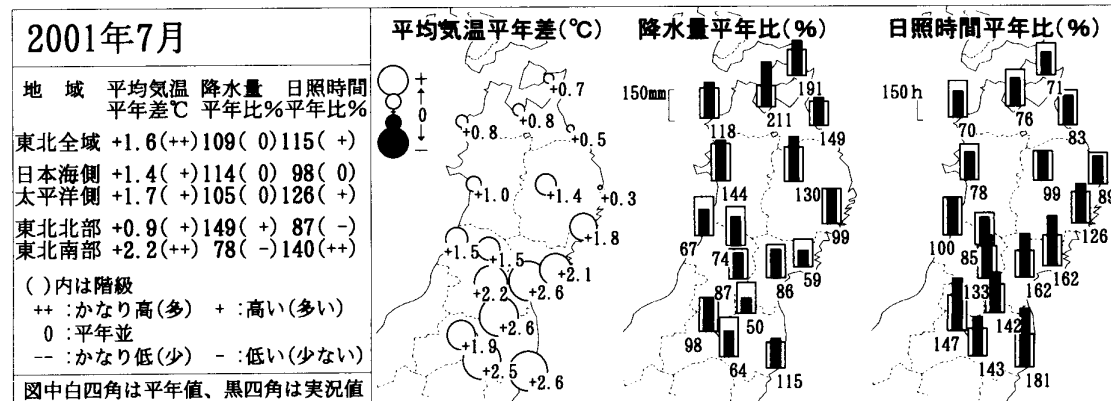 2001年7月
地　域　平均気温 降水量 日照時間
平年差℃ 平年比% 平年比%
東北全域 +1.6(++) 109( 0) 115( +)
日本海側 +1.4( +) 114( 0) 98( 0)
太平洋側 +1.7( +) 105( 0) 126( +)
東北北部 +0.9( +) 149( +) 87( -)
東北南部 +2.2(++) 78( -) 140(++)
( )内は階級
++ :かなり高(多)　+ :高い(多い)
0 :平年並
-- :かなり低(少)　- :低い(少ない)
図中白四角は平年値、黒四角は実況値
平均気温平年差(℃)
+
0
-
+0.7
+0.8
+0.8
+0.5
+1.0
+1.4
+0.3
+1.8
+1.5
+1.5
+2.1
+2.2
+2.6
+2.6
+1.9
+2.5
+2.6
降水量平年比(%)
150mm
191
118
211
149
144
130
99
67
74
59
87
86
50
98
64
115
日照時間平年比(%)
150h
71
70
76
83
78
99
89
126
100
85
162
133
162
142
147
143
181